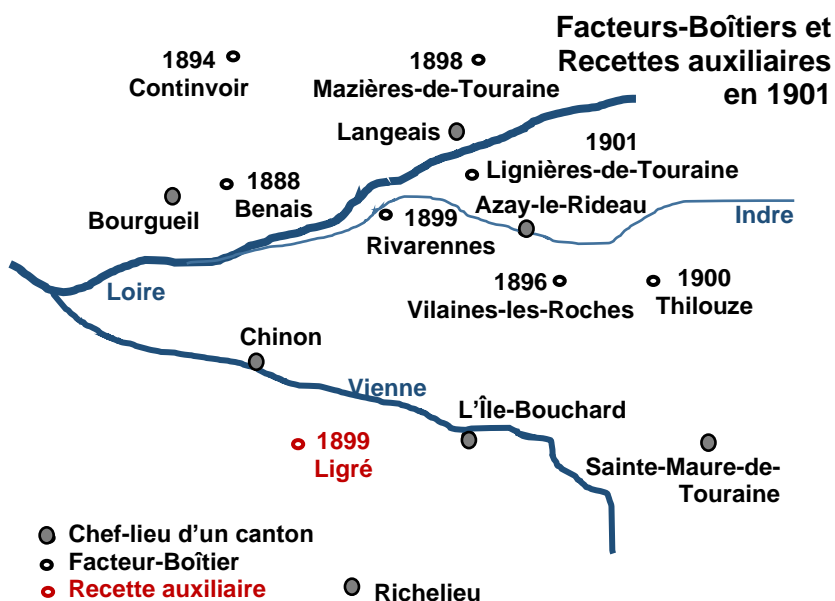 Facteurs-Boîtiers et
Recettes auxiliaires
en 1901
1894
Continvoir
1898
Mazières-de-Touraine
Langeais
1901
Lignières-de-Touraine
1888
Benais
Bourgueil
1899
Rivarennes
Azay-le-Rideau
Indre
Loire
1896
Vilaines-les-Roches
1900
Thilouze
Chinon
Vienne
L'Île-Bouchard
1899
Ligré
Sainte-Maure-de-
Touraine
Chef-lieu d'un canton
Facteur-Boîtier
Recette auxiliaire
Richelieu